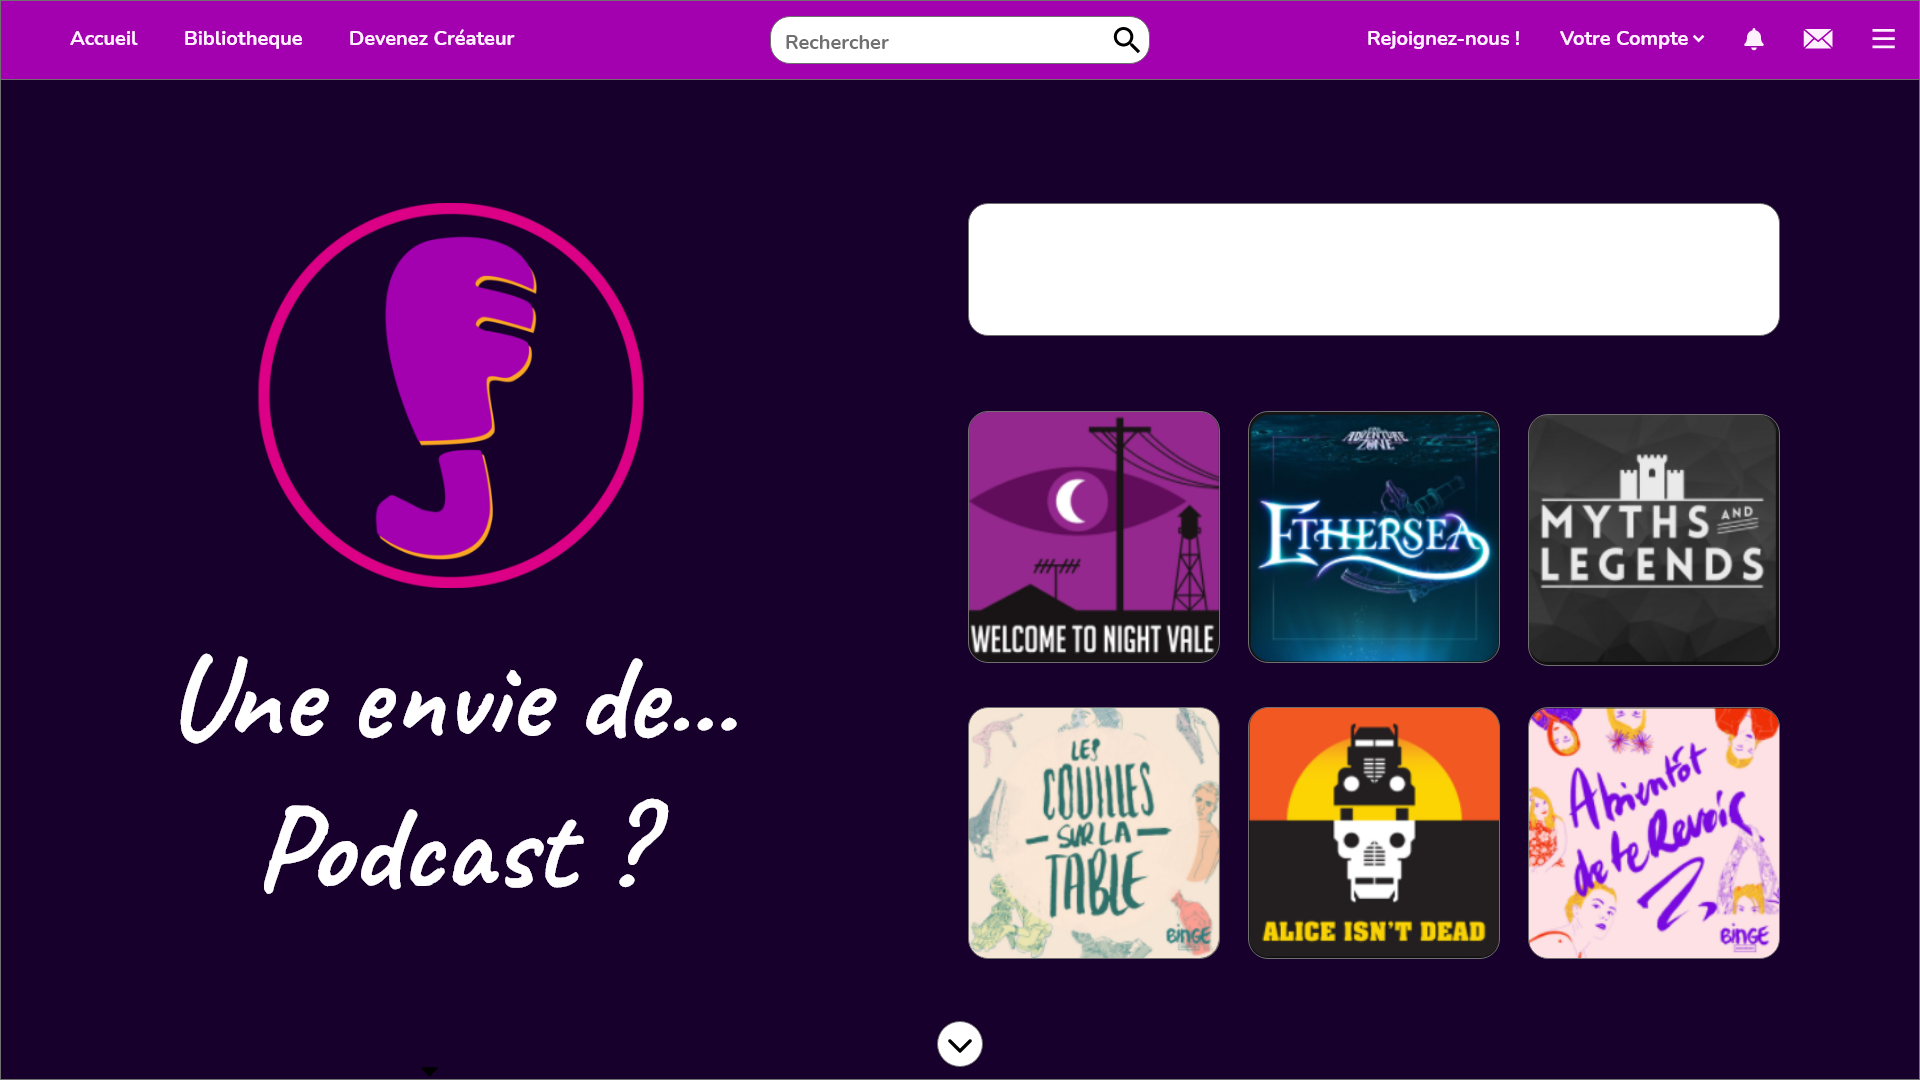 Accueil Bibliotheque Devenez Créateur Rechercher Rejoignez-nous ! Votre Compte
Une envie de...
Podcast ?
WELCOME TO NIGHT VALE
THE ADVENTURE
ZONE
ETHERSEA
MYTHS AND
LEGENDS
LES
COUILLES
SUR LA
TABLE
BINGE
ALICE ISN'T DEAD
A bientôt
de te Revoir
BINGE